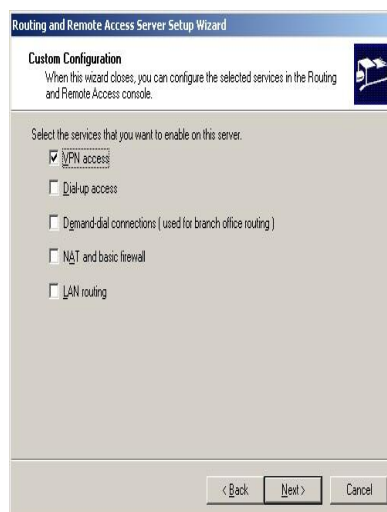 Routing and Remote Access Server Setup Wizard
Custom Configuration
When this wizard closes, you can configure the selected services in the Routing
and Remote Access console.
Select the services that you want to enable on this server.
VPN access
Dial-up access
Demand-dial connections ( used for branch office routing )
NAT and basic firewall
LAN routing
< Back
Next >
Cancel